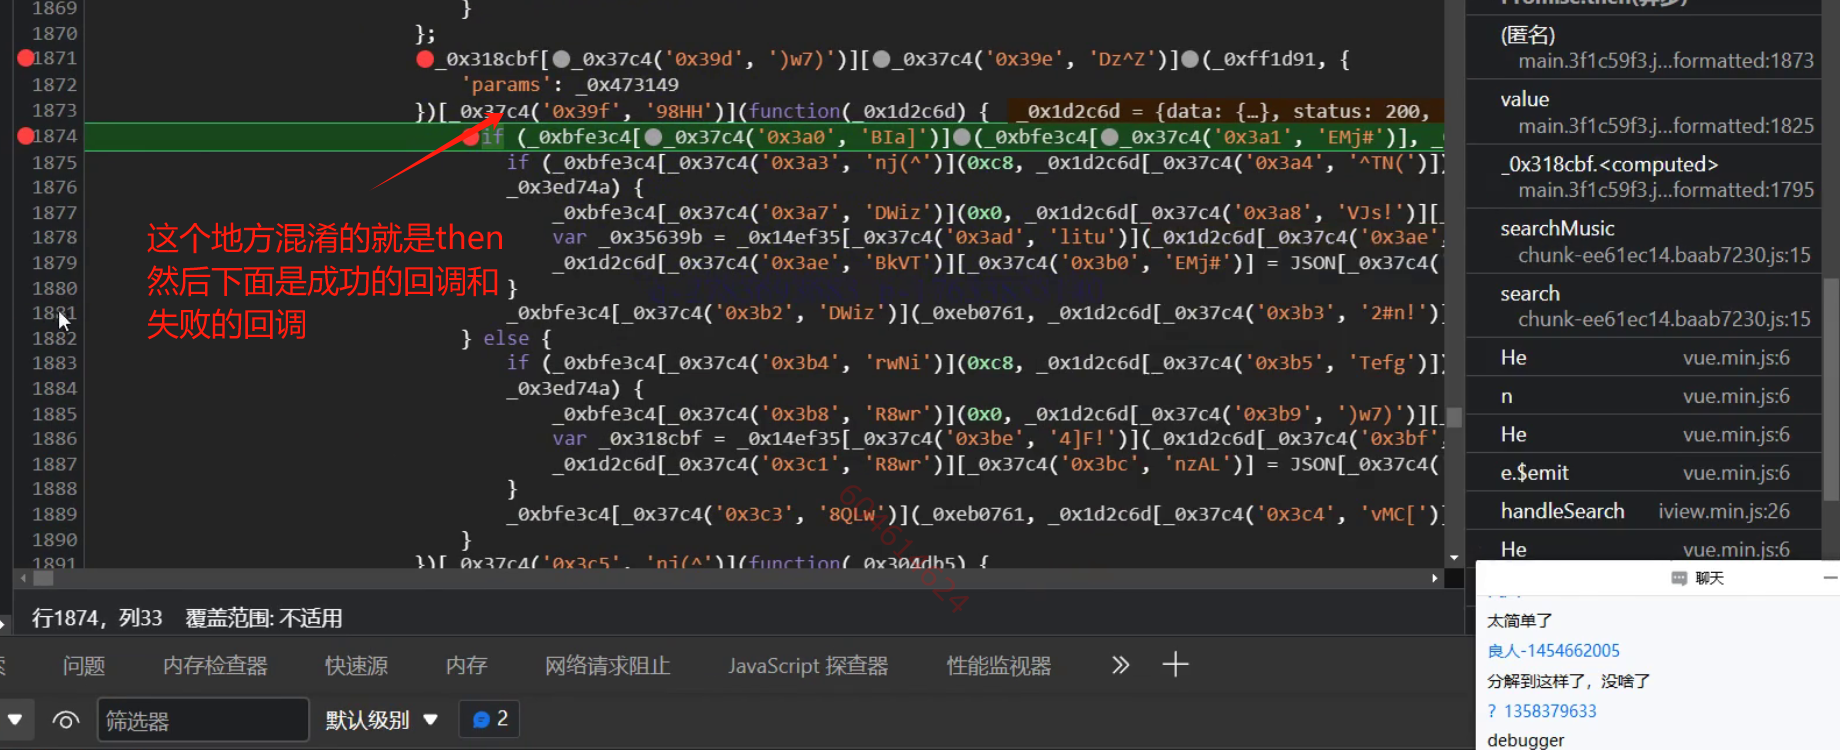 1869 }
1870 };
1871 _0x318cbf[_0x37c4('0x39d', ')w7)')][_0x37c4('0x39e', 'Dz^Z')](_0xff1d91, {
1872 'params': _0x473149
1873 })[_0x37c4('0x39f', '98HH')](function(_0x1d2c6d) { _0x1d2c6d = {data: {…}, status: 200,
1874 if (_0xbfe3c4[_0x37c4('0x3a0', 'BIa]')](_0xbfe3c4[_0x37c4('0x3a1', 'EMj#')], _
1875 if (_0xbfe3c4[_0x37c4('0x3a3', 'nj(^')](0xc8, _0x1d2c6d[_0x37c4('0x3a4', '^TN(')])
1876 _0x3ed74a) {
1877 _0xbfe3c4[_0x37c4('0x3a7', 'DWiz')](0x0, _0x1d2c6d[_0x37c4('0x3a8', 'VJs!')][_
1878 var _0x35639b = _0x14ef35[_0x37c4('0x3ad', 'litu')](_0x1d2c6d[_0x37c4('0x3ae',
1879 _0x1d2c6d[_0x37c4('0x3ae', 'BkVT')][_0x37c4('0x3b0', 'EMj#')] = JSON[_0x37c4('
1880 }
1881 _0xbfe3c4[_0x37c4('0x3b2', 'DWiz')](_0xeb0761, _0x1d2c6d[_0x37c4('0x3b3', '2#n!')]
1882 } else {
1883 if (_0xbfe3c4[_0x37c4('0x3b4', 'rwNi')](0xc8, _0x1d2c6d[_0x37c4('0x3b5', 'Tefg')])
1884 _0x3ed74a) {
1885 _0xbfe3c4[_0x37c4('0x3b8', 'R8wr')](0x0, _0x1d2c6d[_0x37c4('0x3b9', ')w7)')][_
1886 var _0x318cbf = _0x14ef35[_0x37c4('0x3be', '4]F!')](_0x1d2c6d[_0x37c4('0x3bf',
1887 _0x1d2c6d[_0x37c4('0x3c1', 'R8wr')][_0x37c4('0x3bc', 'nzAL')] = JSON[_0x37c4('
1888 }
1889 _0xbfe3c4[_0x37c4('0x3c3', '8QLw')](_0xeb0761, _0x1d2c6d[_0x37c4('0x3c4', 'vMC[')]
1890 }
1891 })[_0x37c4('0x3c5', 'nj(^')](function(_0x304db5) {
这个地方混淆的就是then
然后下面是成功的回调和
失败的回调
行1874，列33 覆盖范围: 不适用
问题 内存检查器 快速源 内存 网络请求阻止 JavaScript 探查器 性能监视器
筛选器 默认级别 2
Promise.then(异步)
(匿名)
main.3f1c59f3.j...formatted:1873
value
main.3f1c59f3.j...formatted:1825
_0x318cbf.<computed>
main.3f1c59f3.j...formatted:1795
searchMusic
chunk-ee61ec14.baab7230.js:15
search
chunk-ee61ec14.baab7230.js:15
He vue.min.js:6
n vue.min.js:6
He vue.min.js:6
e.$emit vue.min.js:6
handleSearch iview.min.js:26
He vue.min.js:6
聊天
太简单了
良人-1454662005
分解到这样了，没啥了
？1358379633
debugger